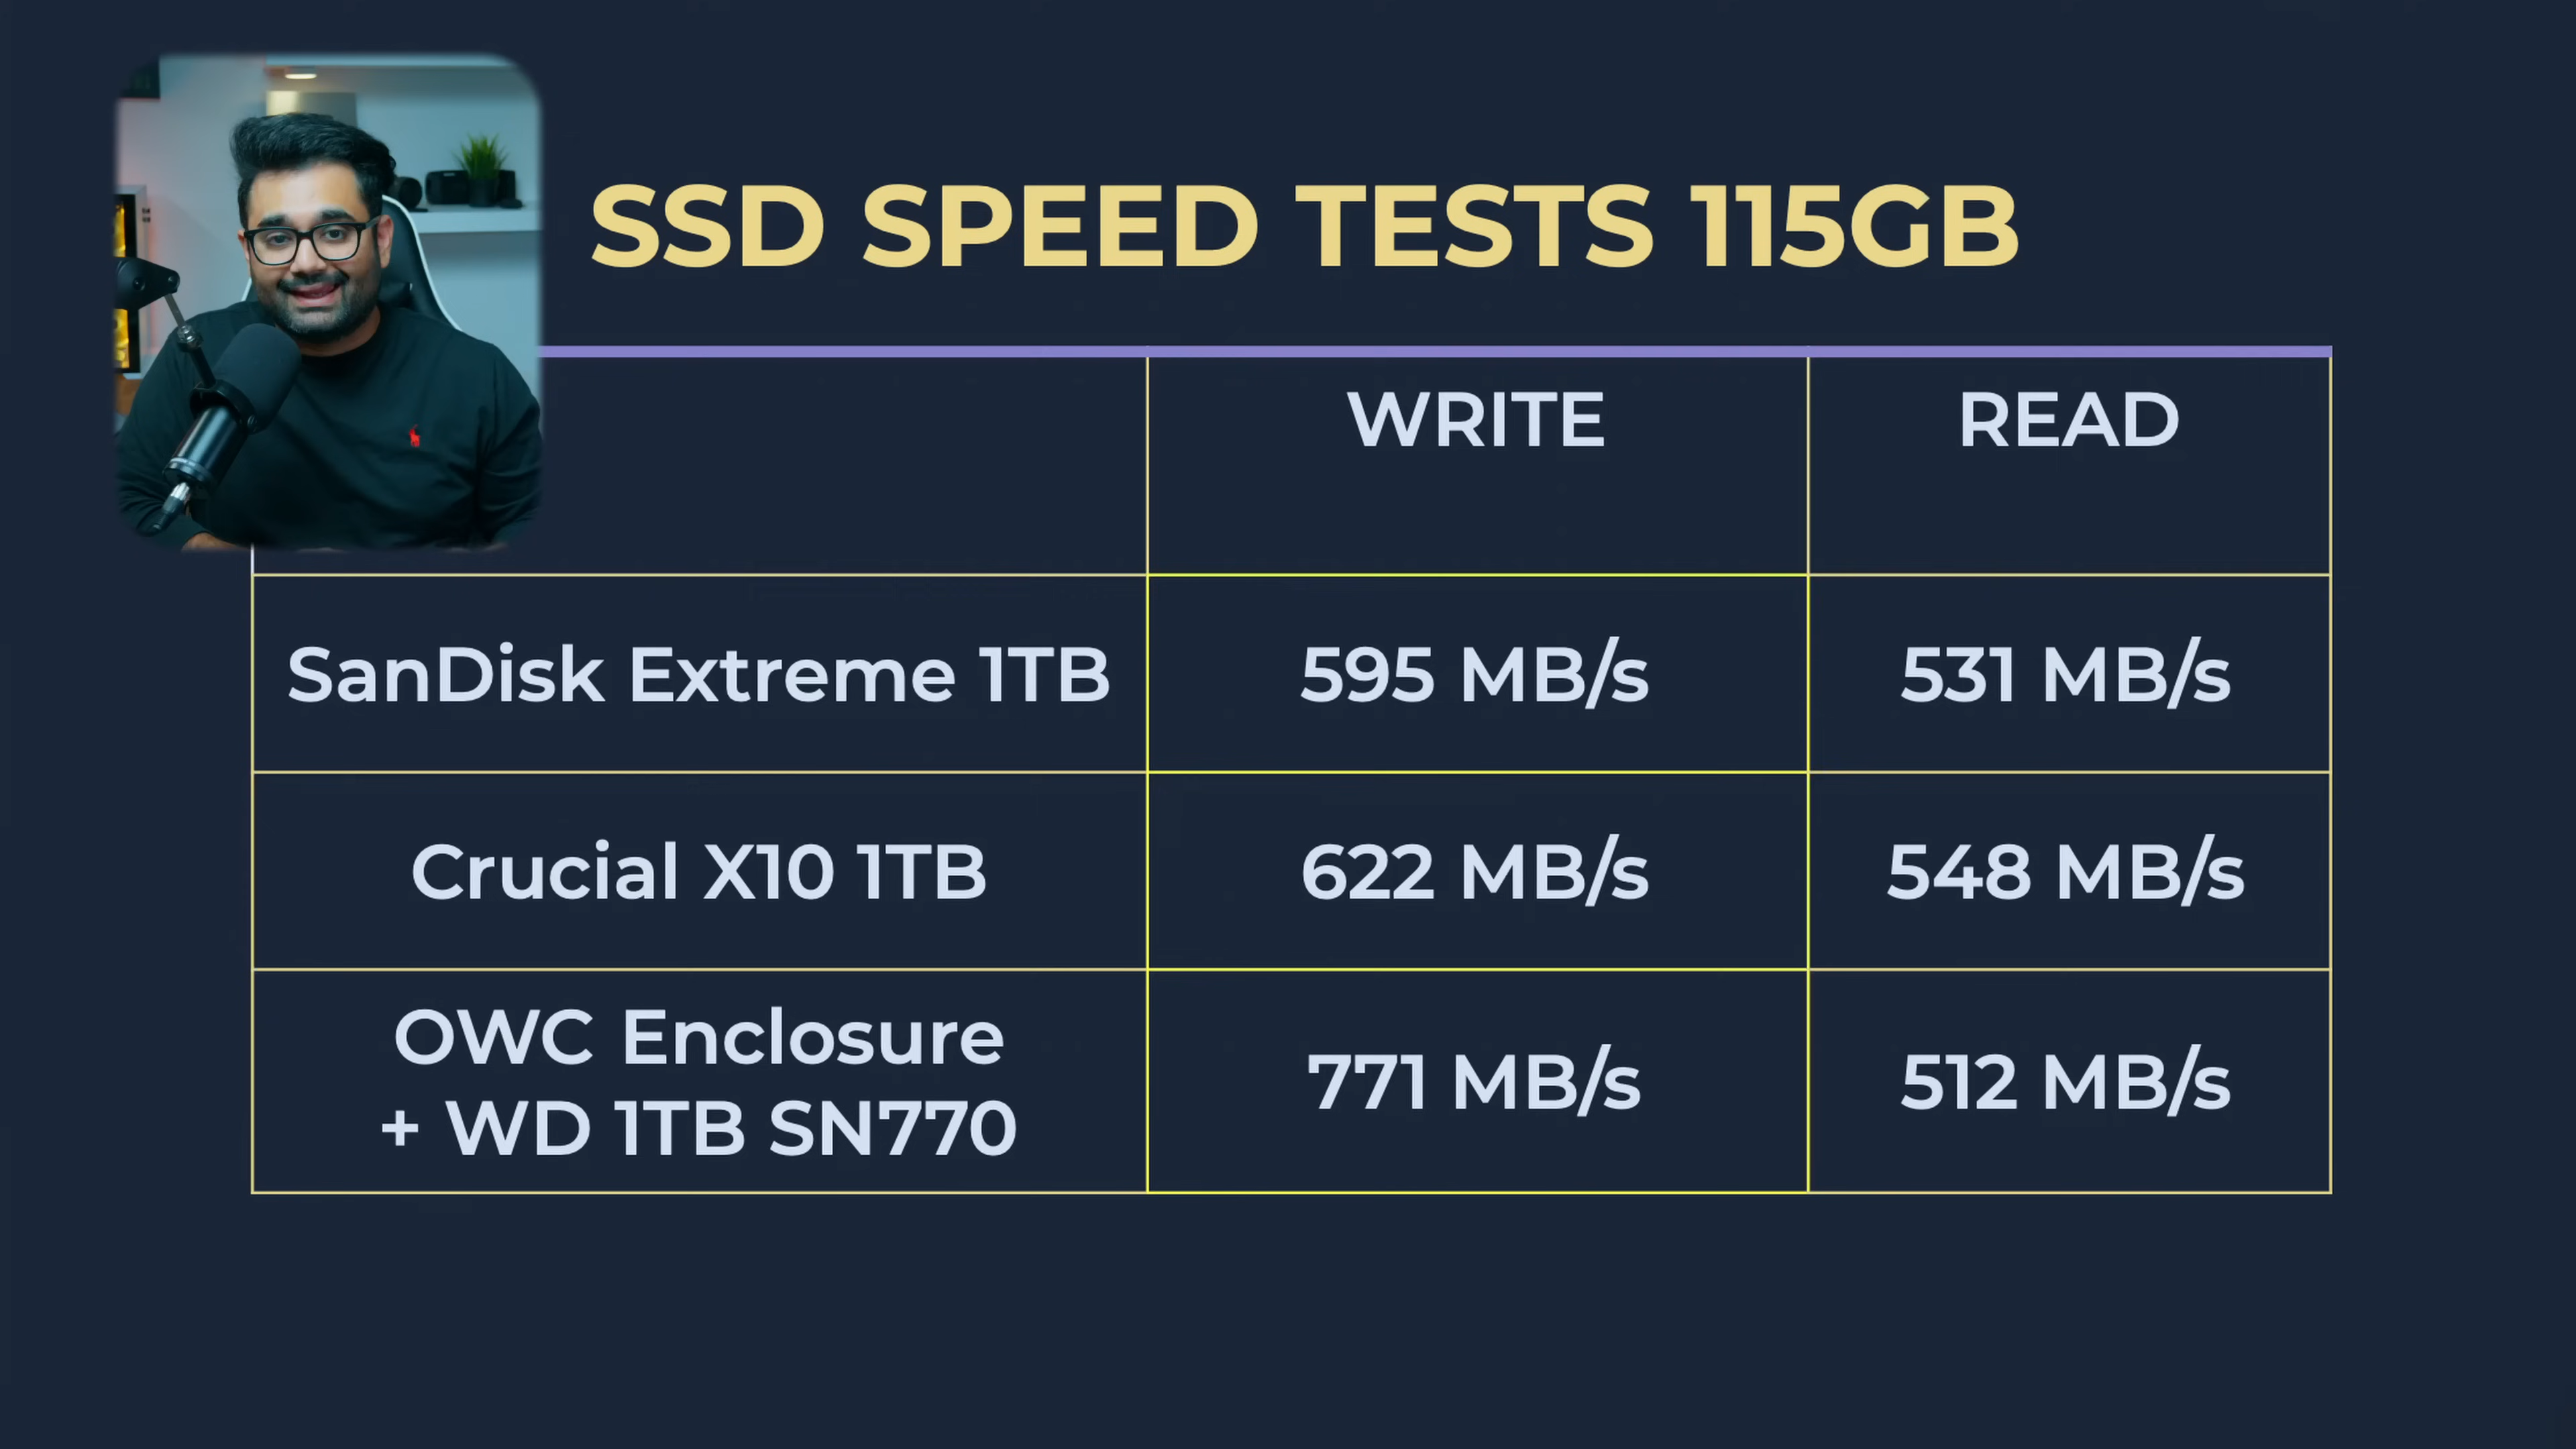 SSD SPEED TESTS 115GB
WRITE
READ
SanDisk Extreme 1TB
595 MB/s
531 MB/s
Crucial X10 1TB
622 MB/s
548 MB/s
OWC Enclosure
+ WD 1TB SN770
771 MB/s
512 MB/s